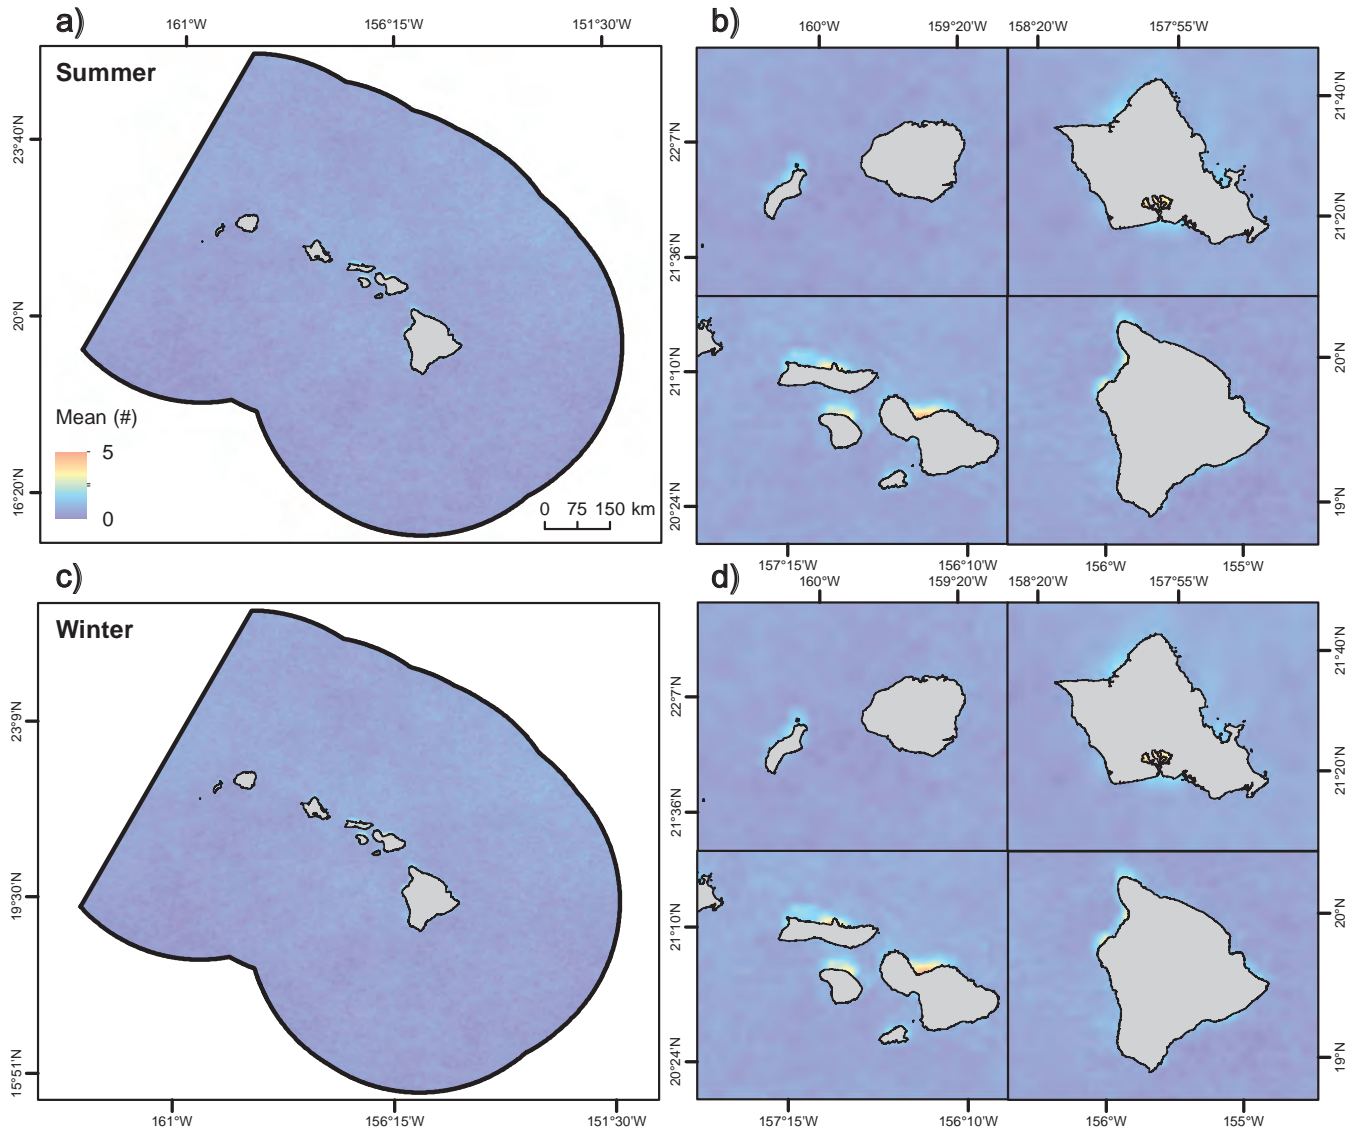 a)
161°W 156°15'W 151°30'W
Summer
23°40'N
20°N
16°20'N
Mean (#)
5
0
0 75 150 km
b)
160°W 159°20'W 158°20'W 157°55'W
22°7'N
21°36'N
21°40'N
21°20'N
21°10'N
20°24'N
20°N
19°N
157°15'W 156°10'W 156°W 155°W
c)
Winter
23°9'N
19°30'N
15°51'N
161°W 156°15'W 151°30'W
d)
160°W 159°20'W 158°20'W 157°55'W
22°7'N
21°36'N
21°40'N
21°20'N
21°10'N
20°24'N
20°N
19°N
157°15'W 156°10'W 156°W 155°W